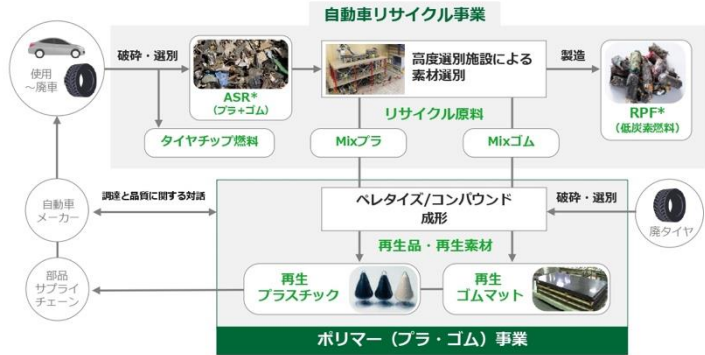 自動車リサイクル事業
使用
～廃車
破砕・選別
ASR*
(プラ+ゴム)
高度選別施設による
素材選別
製造
RPF*
(低炭素燃料)
タイヤチップ燃料
リサイクル原料
Mixプラ
Mixゴム
自動車
メーカー
調達と品質に関する対話
ペレタイズ/コンパウンド
成形
破砕・選別
廃タイヤ
再生品・再生素材
部品
サプライ
チェーン
再生
プラスチック
再生
ゴムマット
ポリマー（プラ・ゴム）事業